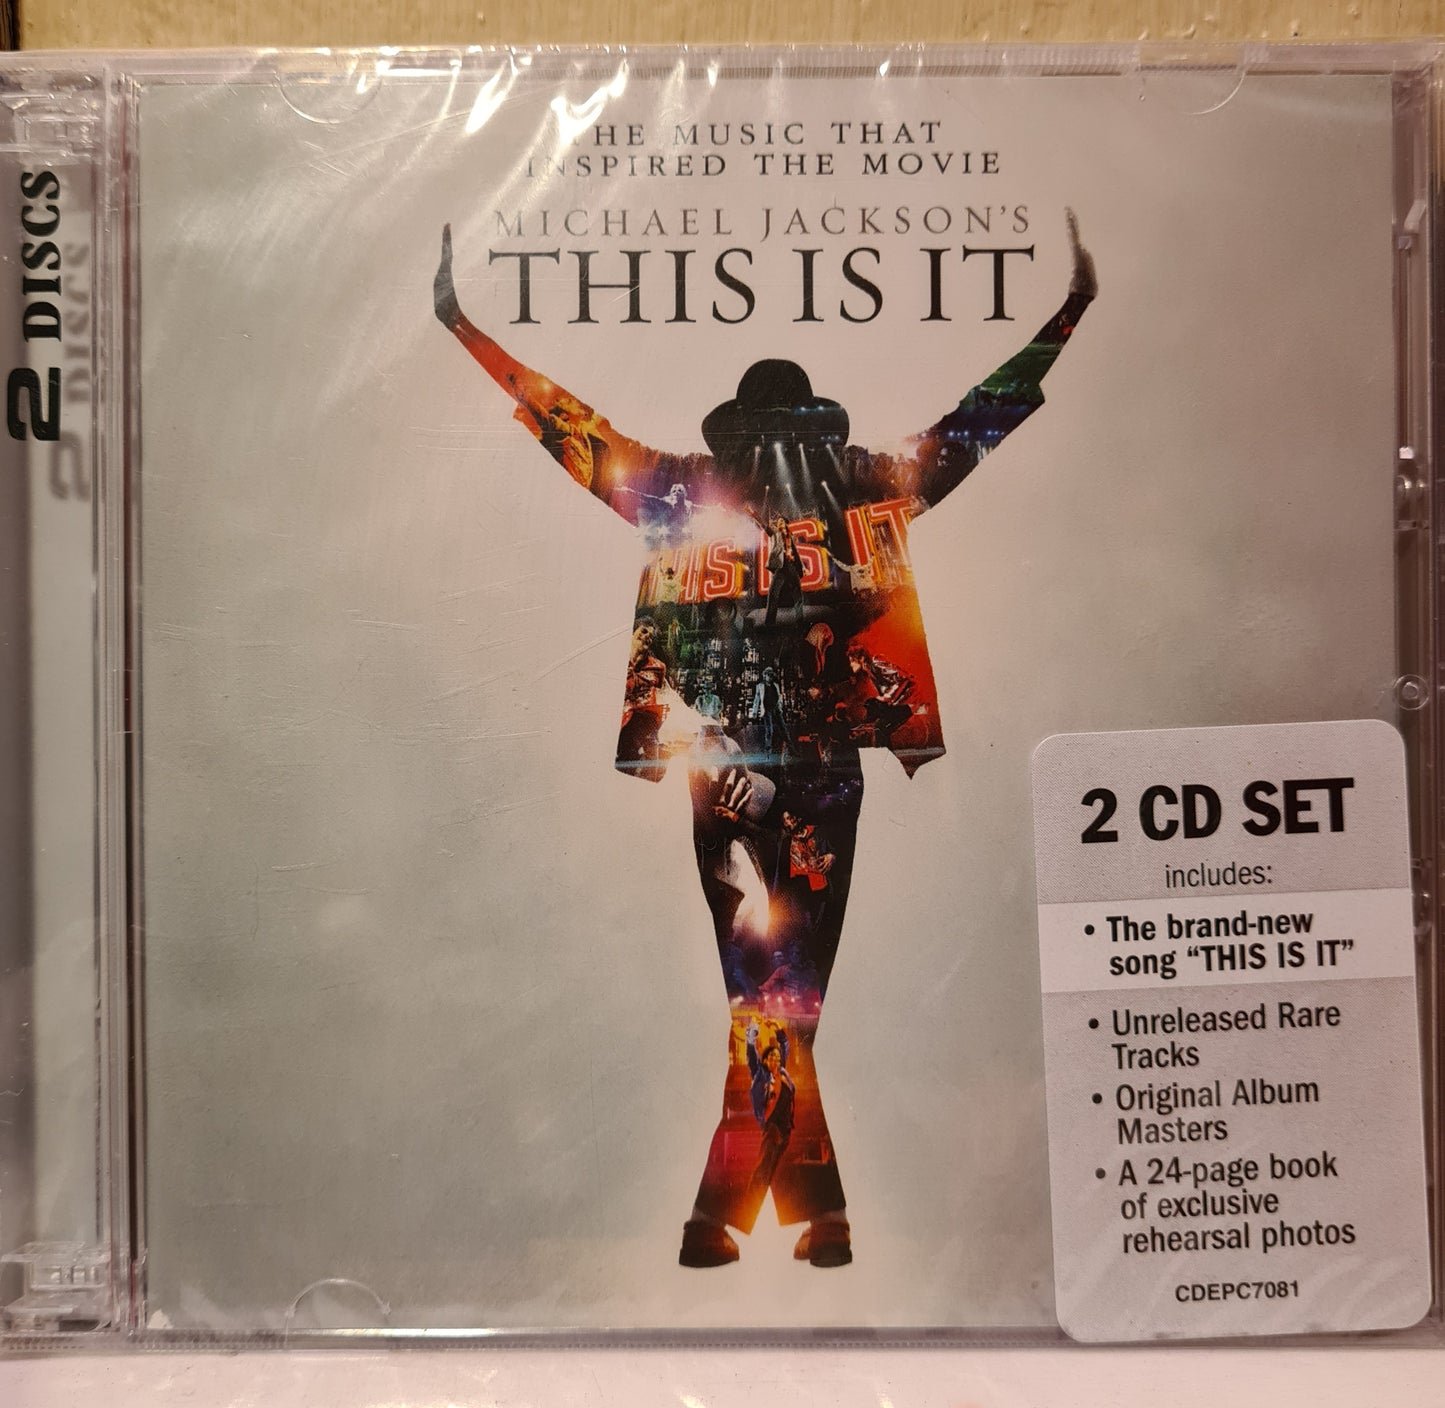 2 DISCS
THE MUSIC THAT
INSPIRED THE MOVIE
MICHAEL JACKSON'S
THIS IS IT
THIS IS IT
2 CD SET
includes:
• The brand-new
song “THIS IS IT”
• Unreleased Rare
Tracks
• Original Album
Masters
• A 24-page book
of exclusive
rehearsal photos
CDEPC7081